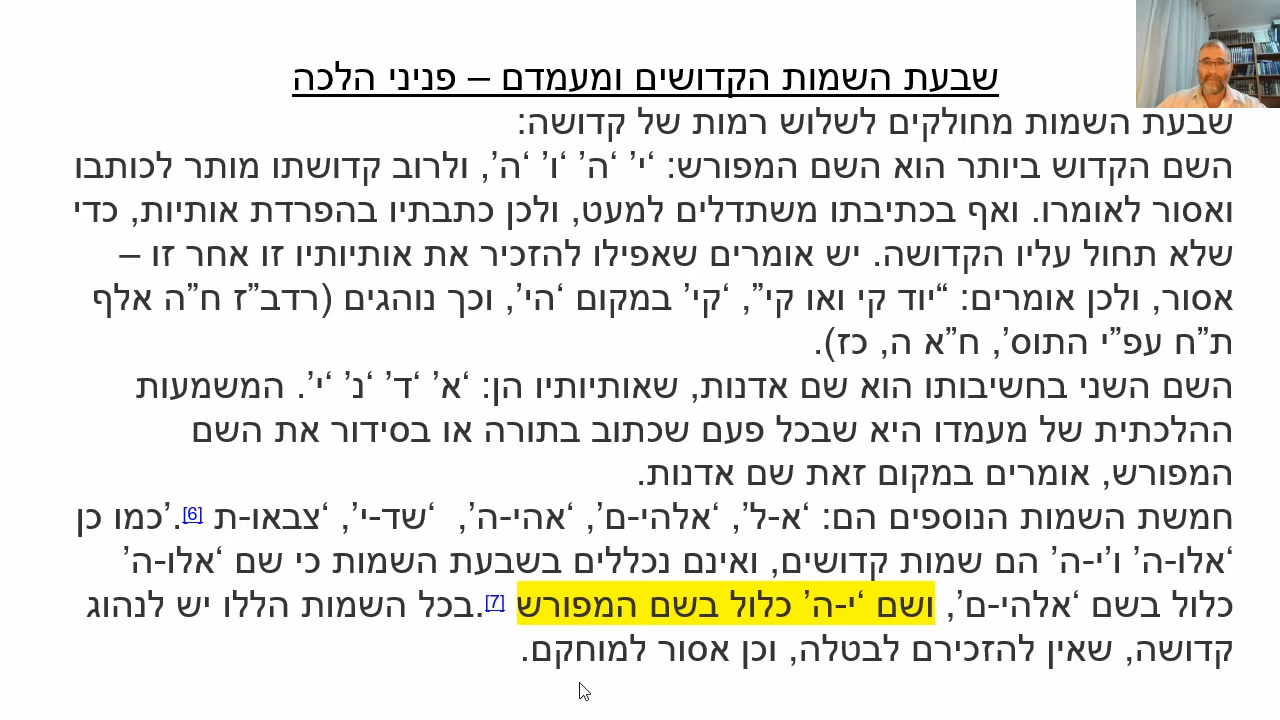 שבעת השמות הקדושים ומעמדם – פניני הלכה
שבעת השמות מחולקים לשלוש רמות של קדושה:
השם הקדוש ביותר הוא השם המפורש: ‘י’ ‘ה’ ‘ו’ ‘ה’, ולרוב קדושתו מותר לכותבו
ואסור לאומרו. ואף בכתיבתו משתדלים למעט, ולכן כתבתיו בהפרדת אותיות, כדי
שלא תחול עליו הקדושה. יש אומרים שאפילו להזכיר את אותיותיו זו אחר זו –
אסור, ולכן אומרים: “יוד קי ואו קי”, ‘קי’ במקום ‘הי’, וכך נוהגים (רדב”ז ח”ה אלף
ת”ח עפ”י התוס’, ח”א ה, כז).
השם השני בחשיבותו הוא שם אדנות, שאותיותיו הן: ‘א’ ‘ד’ ‘נ’ ‘י’. המשמעות
ההלכתית של מעמדו היא שבכל פעם שכתוב בתורה או בסידור את השם
המפורש, אומרים במקום זאת שם אדנות.
חמשת השמות הנוספים הם: ‘א-ל’, ‘אלהי-ם’, ‘אהי-ה’, ‘שד-י’, ‘צבאו-ת [6].’כמו כן
‘אלו-ה’ ו’י-ה’ הם שמות קדושים, ואינם נכללים בשבעת השמות כי שם ‘אלו-ה’
כלול בשם ‘אלהי-ם’, ושם ‘י-ה’ כלול בשם המפורש [7].בכל השמות הללו יש לנהוג
קדושה, שאין להזכירם לבטלה, וכן אסור למוחקם.